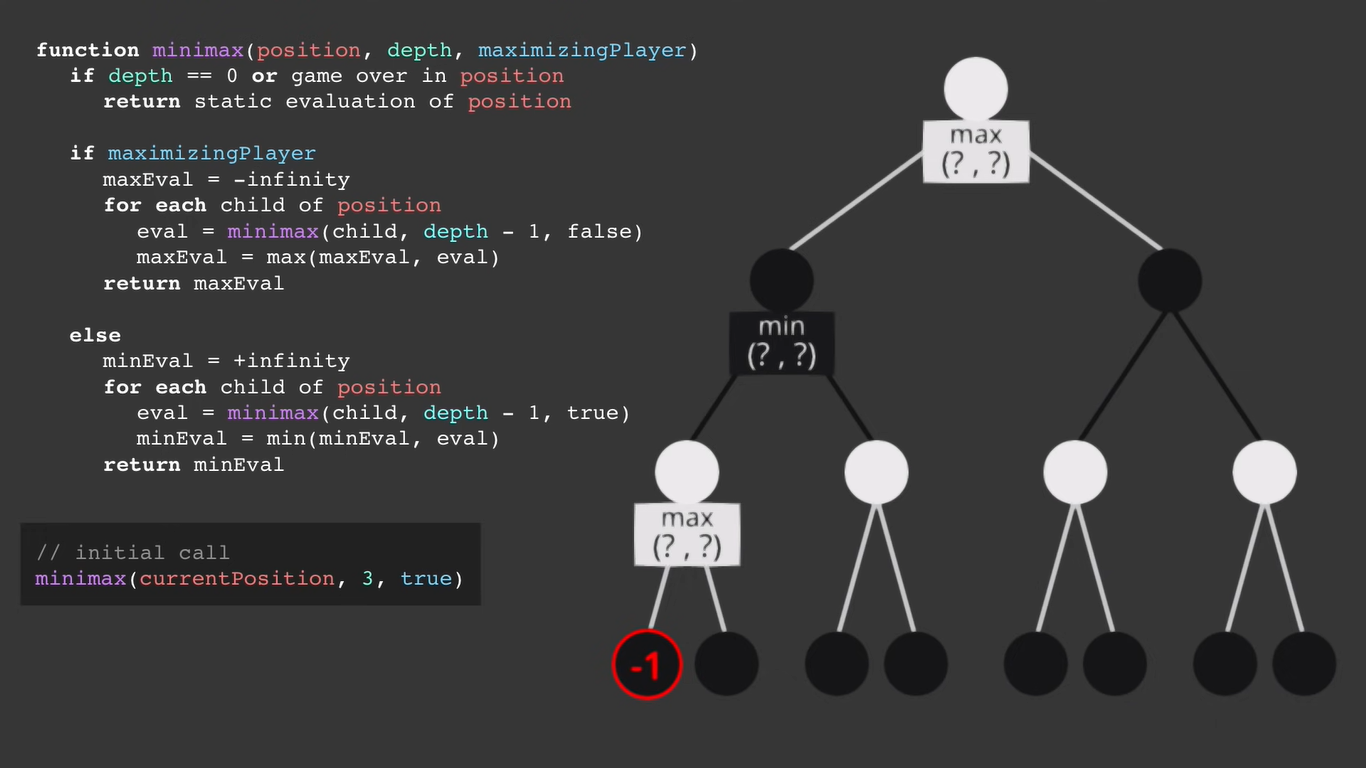 function minimax(position, depth, maximizingPlayer)
if depth == 0 or game over in position
return static evaluation of position
if maximizingPlayer
maxEval = -infinity
for each child of position
eval = minimax(child, depth - 1, false)
maxEval = max(maxEval, eval)
return maxEval
else
minEval = +infinity
for each child of position
eval = minimax(child, depth - 1, true)
minEval = min(minEval, eval)
return minEval
// initial call
minimax(currentPosition, 3, true)
max
(? , ?)
min
(? , ?)
max
(? , ?)
-1